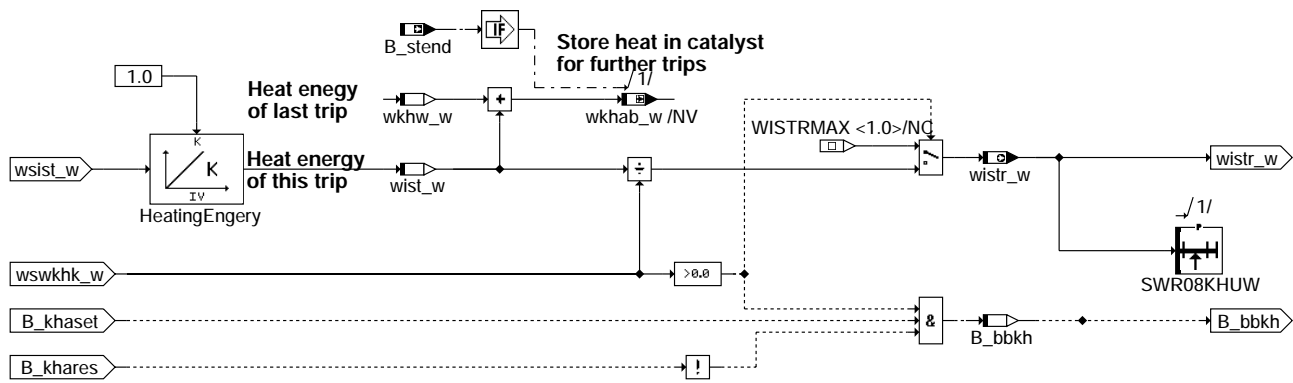 B_stend
IF
Store heat in catalyst
for further trips
1.0
Heat enegy
of last trip
+
/1/
wkhw_w
wkhab_w /NV
WISTRMAX <1.0>/NC
K
K
IV
HeatingEngery
wsist_w
Heat energy
of this trip
wist_w
÷
wistr_w
wistr_w
/1/
P
SWR08KHUW
wswkhk_w
>0.0
B_khaset
&
B_bbkh
B_bbkh
B_khares
!